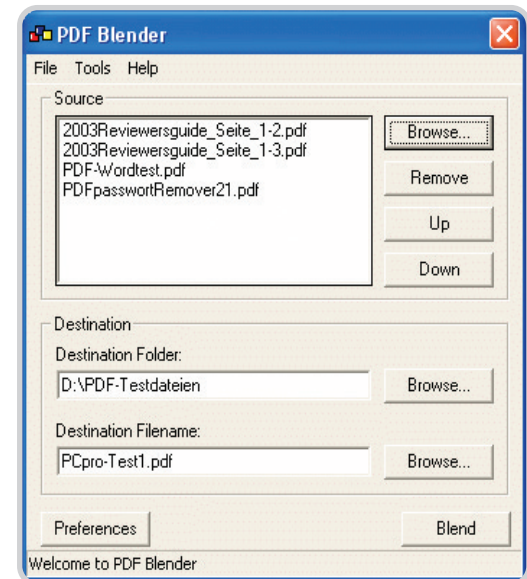 PDF Blender
File Tools Help
Source
2003Reviewersguide_Seite_1-2.pdf
2003Reviewersguide_Seite_1-3.pdf
PDF-Wordtest.pdf
PDFpasswortRemover21.pdf
Browse...
Remove
Up
Down
Destination
Destination Folder:
D:\PDF-Testdateien
Browse...
Destination Filename:
PCpro-Test1.pdf
Browse...
Preferences
Blend
Welcome to PDF Blender